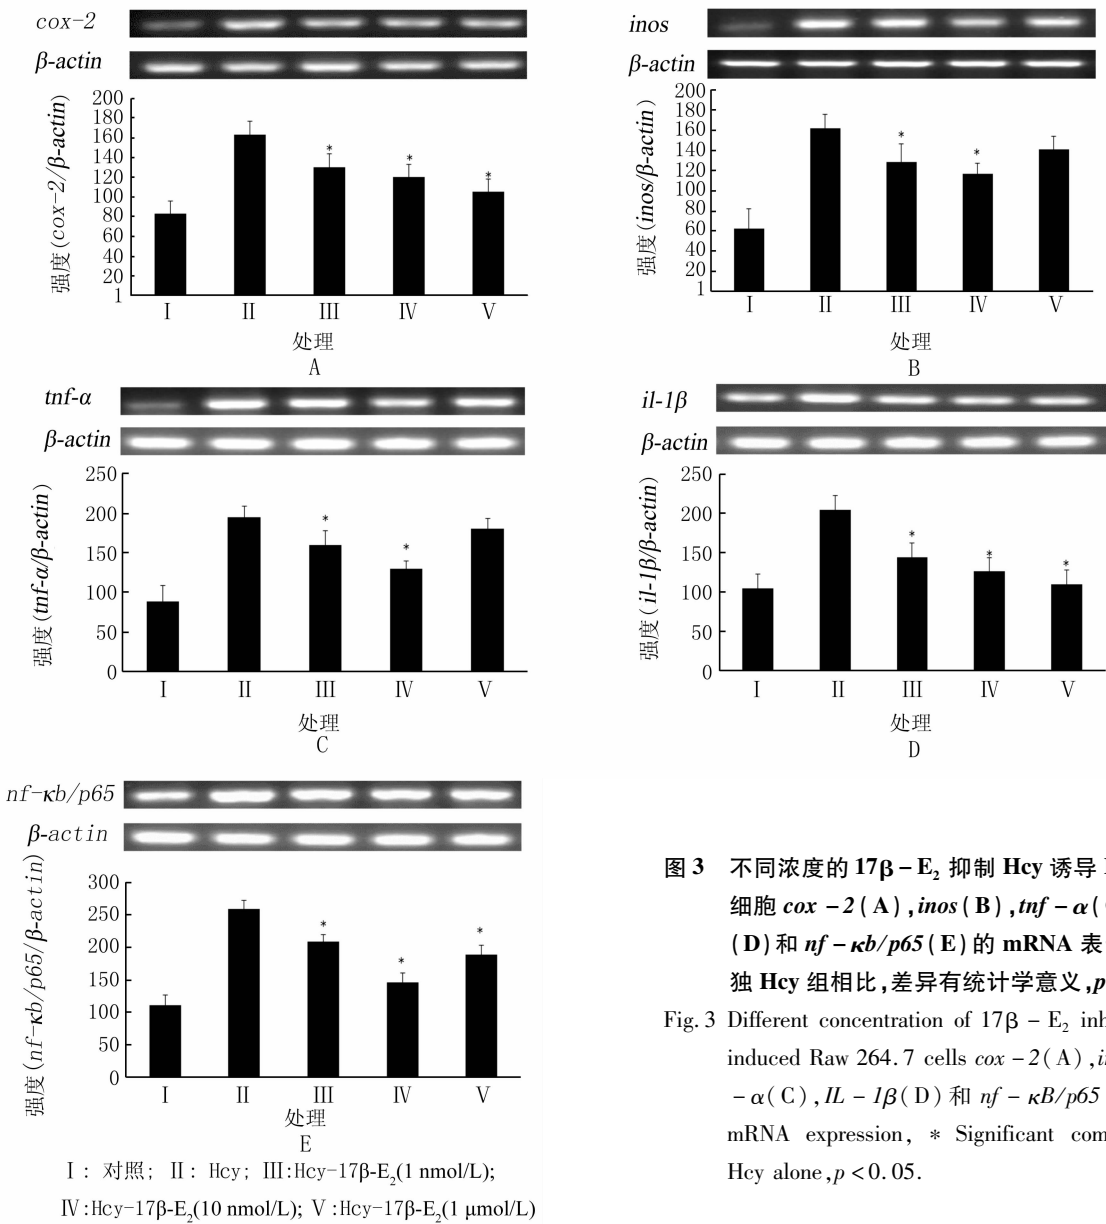 cox-2
β-actin
200
180
160
140
120
100
80
60
40
20
1
强度(cox-2/β-actin)
* * *
I II III IV V
处理
A
inos
β-actin
200
180
160
140
120
100
80
60
40
20
1
强度(inos/β-actin)
* *
I II III IV V
处理
B
tnf-α
β-actin
250
200
150
100
50
0
强度(tnf-α/β-actin)
* *
I II III IV V
处理
C
il-1β
β-actin
250
200
150
100
50
0
强度(il-1β/β-actin)
* * *
I II III IV V
处理
D
nf-κb/p65
β-actin
300
250
200
150
100
50
0
强度(nf-κb/p65/β-actin)
* * *
I II III IV V
处理
E
I: 对照; II: Hcy; III:Hcy-17β-E₂(1 nmol/L);
IV:Hcy-17β-E₂(10 nmol/L); V:Hcy-17β-E₂(1 μmol/L)
图 3 不同浓度的 17β-E₂ 抑制 Hcy 诱导
细胞 cox-2(A),inos(B),tnf-α(
(D)和 nf-κb/p65(E)的 mRNA 表
独 Hcy 组相比,差异有统计学意义,p
Fig. 3 Different concentration of 17β - E₂ inh
induced Raw 264.7 cells cox-2(A),i
-α(C),IL-1β(D)和 nf-κB/p65
mRNA expression, * Significant com
Hcy alone,p<0.05.